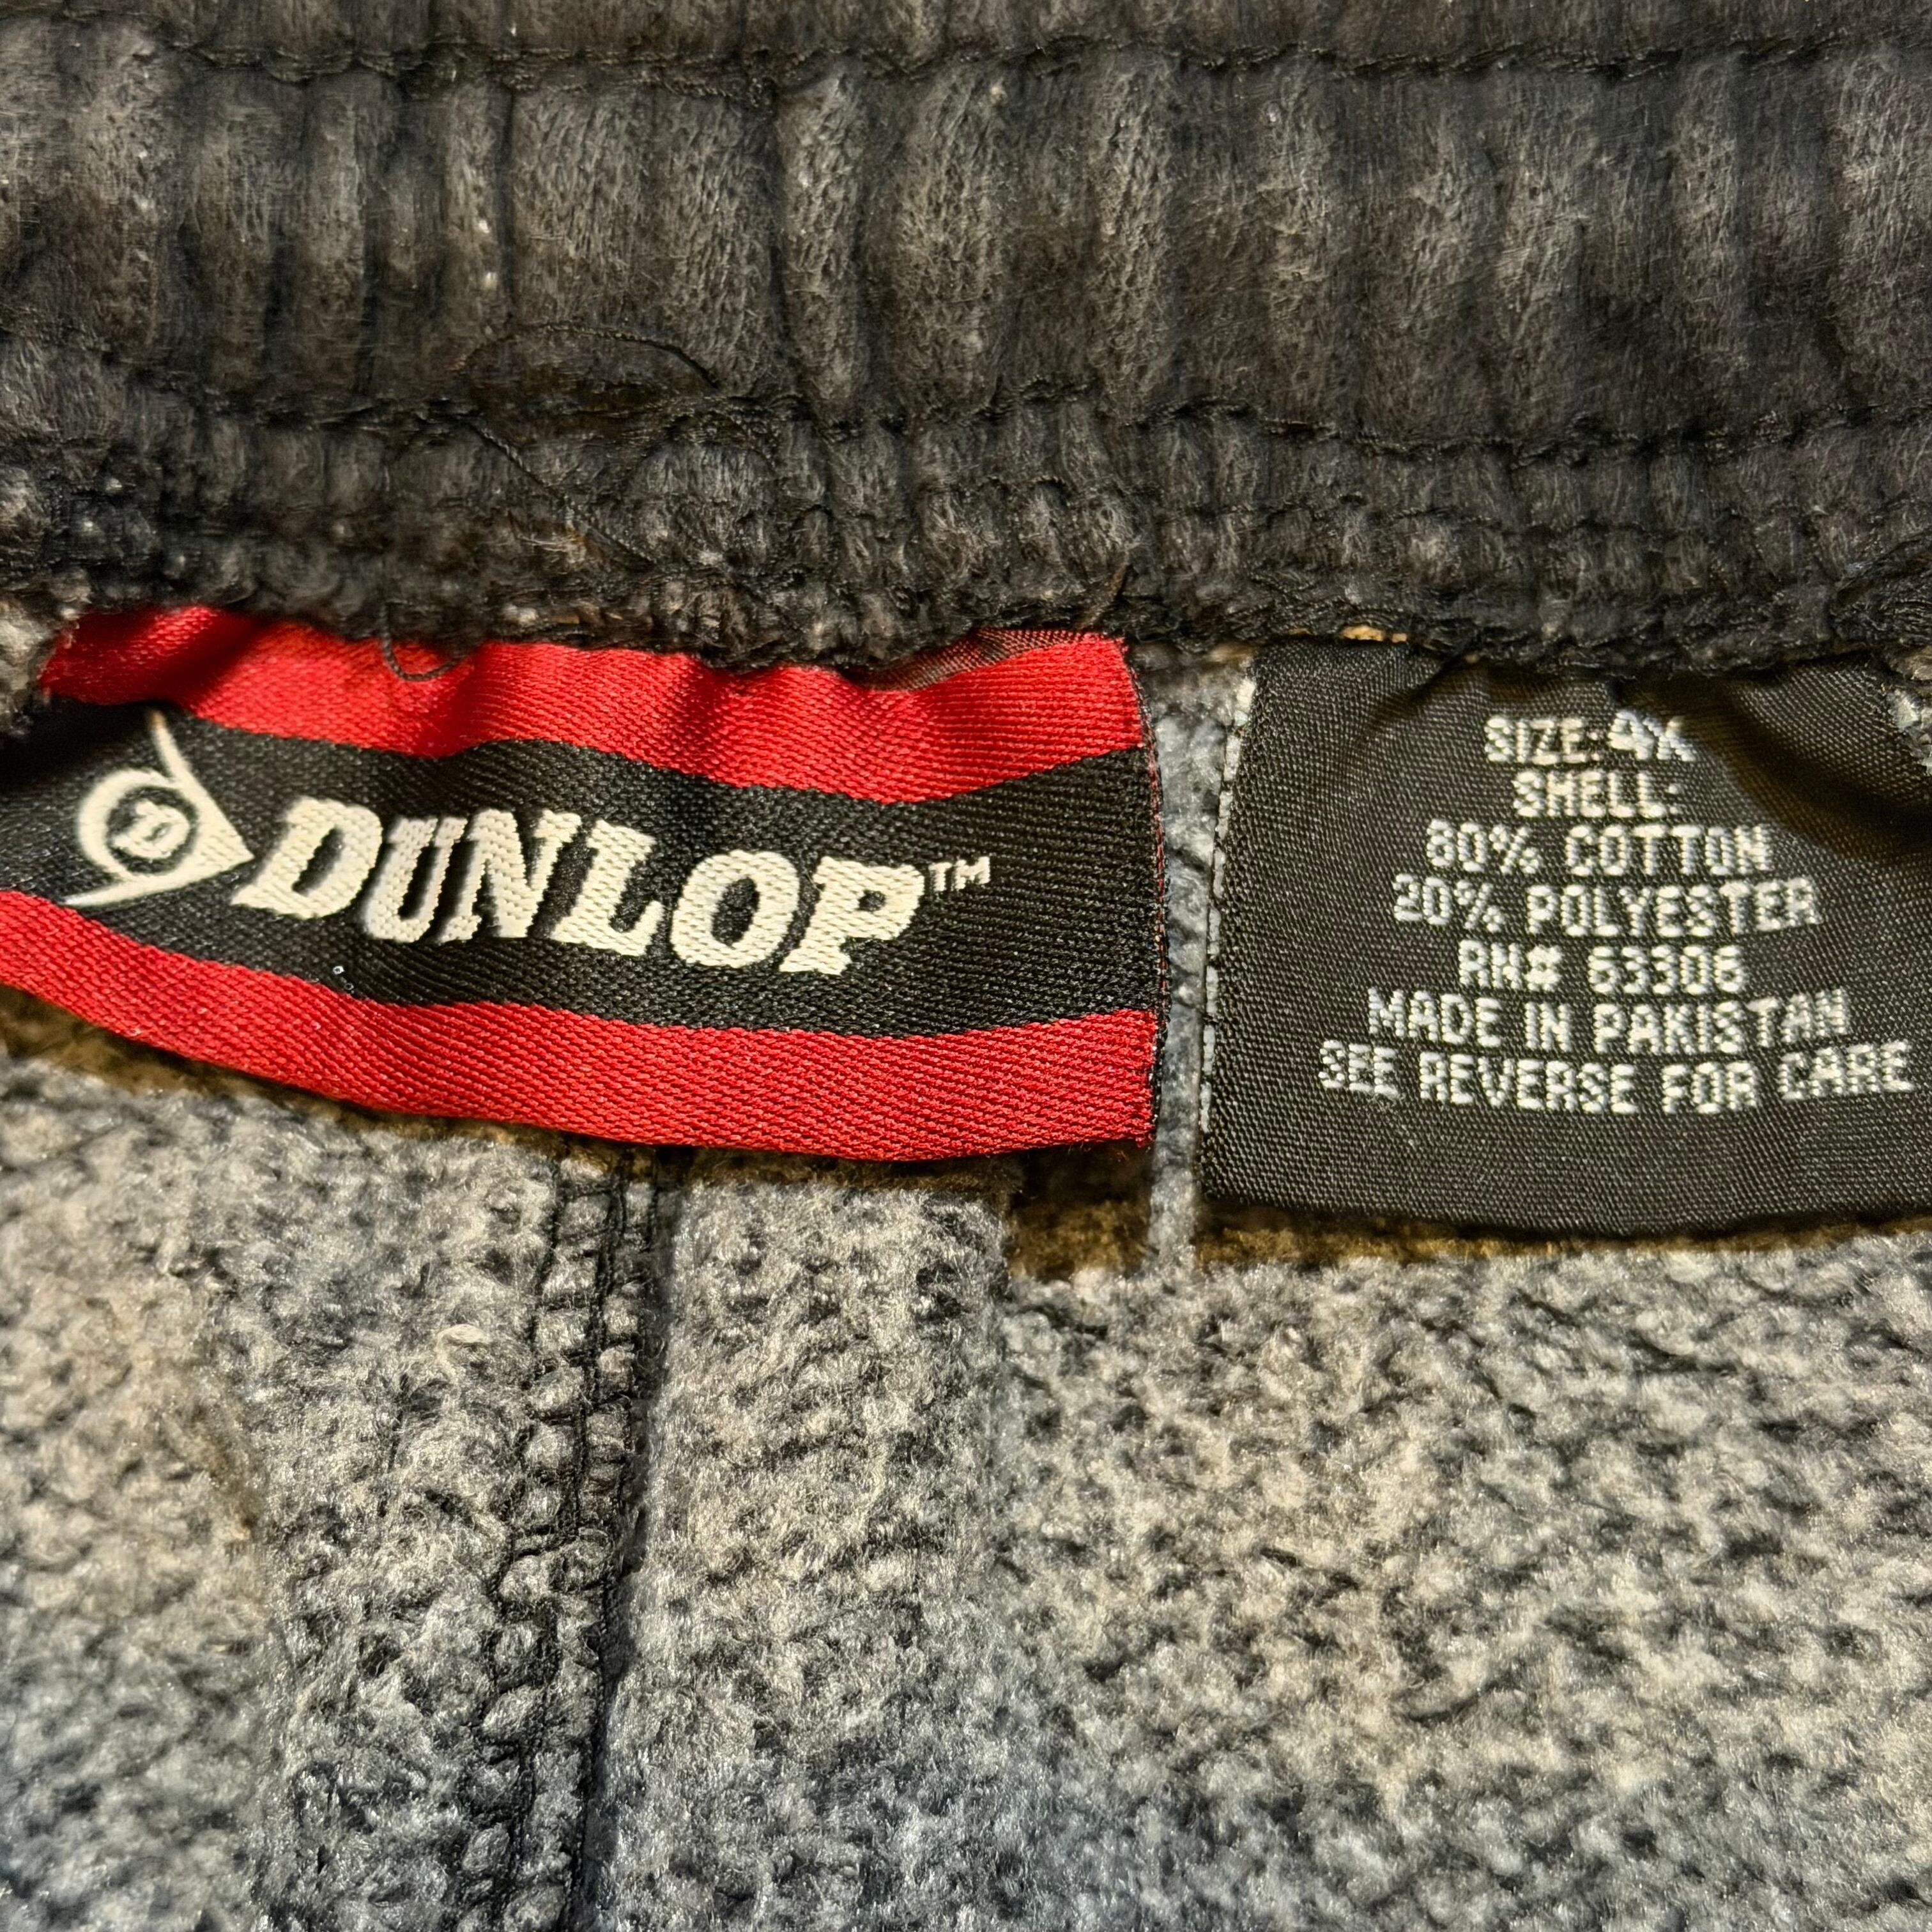 DUNLOP™
SIZE: 4X
SHELL:
80% COTTON
20% POLYESTER
RN# 63306
MADE IN PAKISTAN
SEE REVERSE FOR CARE